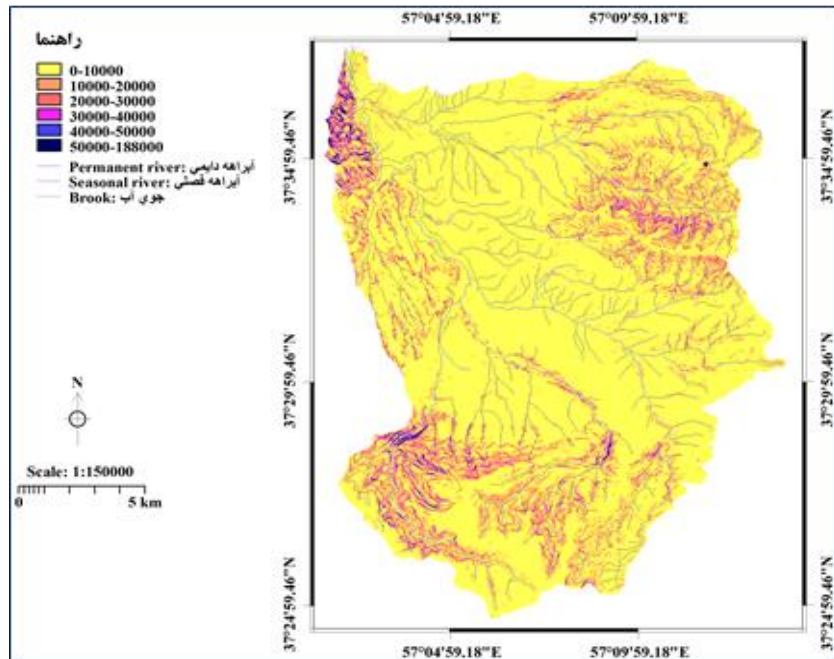 57°04'59.18"E 57°09'59.18"E
راهنما
0-10000
10000-20000
20000-30000
30000-40000
40000-50000
50000-188000
Permanent river: آبراهه دایمی
Seasonal river: آبراهه فصلی
Brook: جوی آب
37°34'59.46"N 37°34'59.46"N
37°29'59.46"N 37°29'59.46"N
N
Scale: 1:150000
0 5 km
37°24'59.46"N 37°24'59.46"N
57°04'59.18"E 57°09'59.18"E